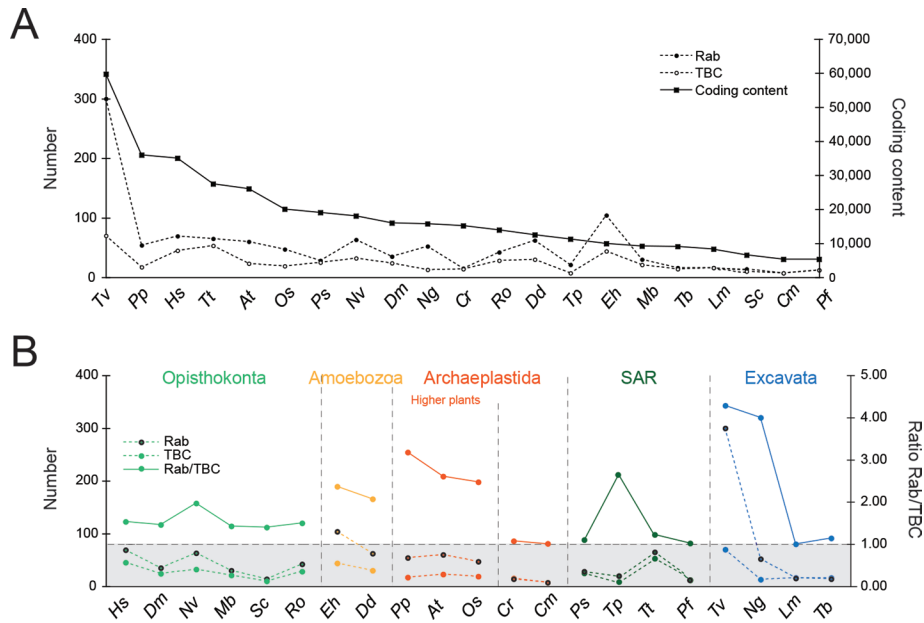 A
400
300
200
100
0
Number
70,000
60,000
50,000
40,000
30,000
20,000
10,000
0
Coding content
Rab
TBC
Coding content
Tv Pp Hs Tt At Os Ps Nv Dm Ng Cr Ro Dd Tp Eh Mb Tb Lm Sc Cm Pf
B
400
300
200
100
0
Number
5.00
4.00
3.00
2.00
1.00
0.00
Ratio Rab/TBC
Opisthokonta Amoebozoa Archaeplastida SAR Excavata
Higher plants
Rab
TBC
Rab/TBC
Hs Dm Nv Mb Sc Ro Eh Dd Pp At Os Cr Cm Ps Tp Tt Pf Tv Ng Lm Tb